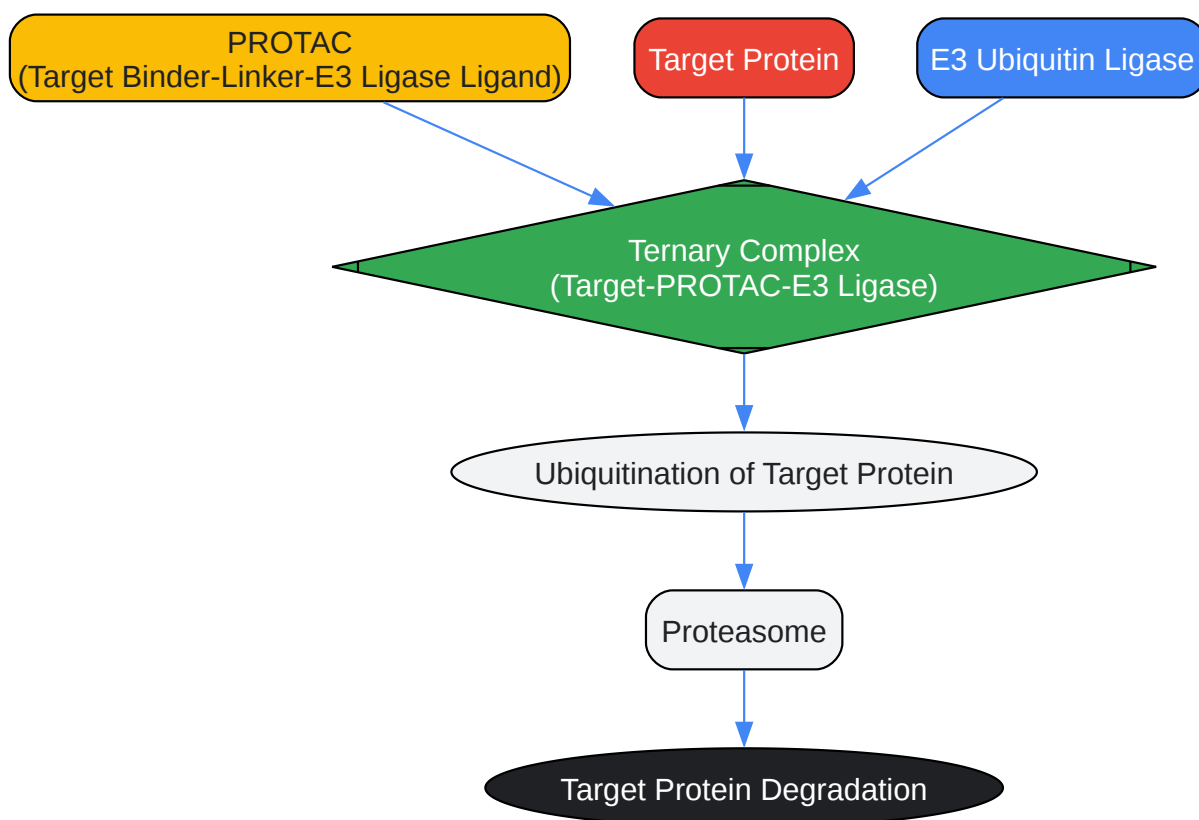 PROTAC
(Target Binder-Linker-E3 Ligase Ligand)
Target Protein
E3 Ubiquitin Ligase
Ternary Complex
(Target-PROTAC-E3 Ligase)
Ubiquitination of Target Protein
Proteasome
Target Protein Degradation